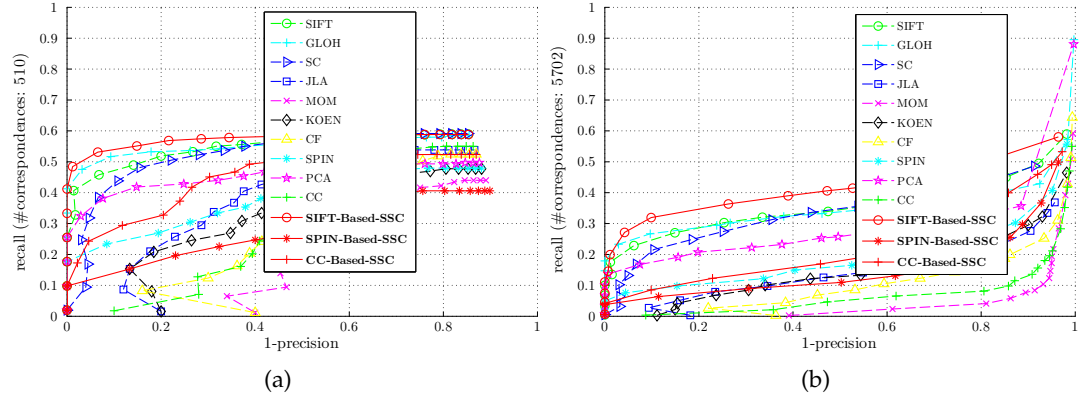 1
0.9
0.8
0.7
0.6
0.5
0.4
0.3
0.2
0.1
0
0 0.2 0.4 0.6 0.8 1
recall (#correspondences: 510)
1-precision
SIFT
GLOH
SC
JLA
MOM
KOEN
CF
SPIN
PCA
CC
SIFT-Based-SSC
SPIN-Based-SSC
CC-Based-SSC
(a)
1
0.9
0.8
0.7
0.6
0.5
0.4
0.3
0.2
0.1
0
0 0.2 0.4 0.6 0.8 1
recall (#correspondences: 5702)
1-precision
SIFT
GLOH
SC
JLA
MOM
KOEN
CF
SPIN
PCA
CC
SIFT-Based-SSC
SPIN-Based-SSC
CC-Based-SSC
(b)